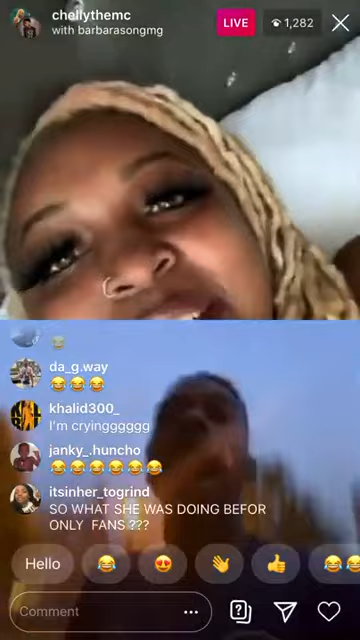 chellythemc
with barbarasongmg
LIVE
1,282
da_g.way
😂😂😂
khalid300_
I'm cryingggggg
janky_.huncho
😂😂😂😂😂😂
itsinher_togrind
SO WHAT SHE WAS DOING BEFOR
ONLY FANS ???
Hello
Comment